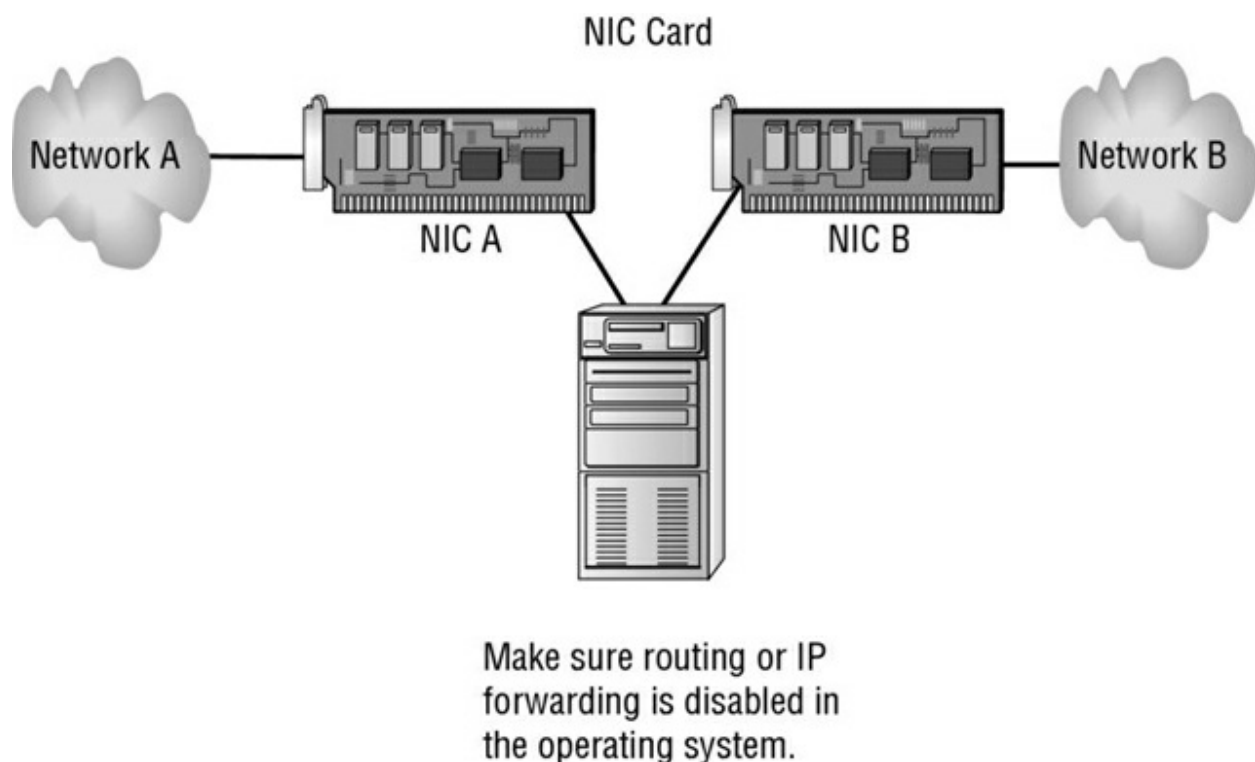 NIC Card
Network A
NIC A
NIC B
Network B
Make sure routing or IP
forwarding is disabled in
the operating system.